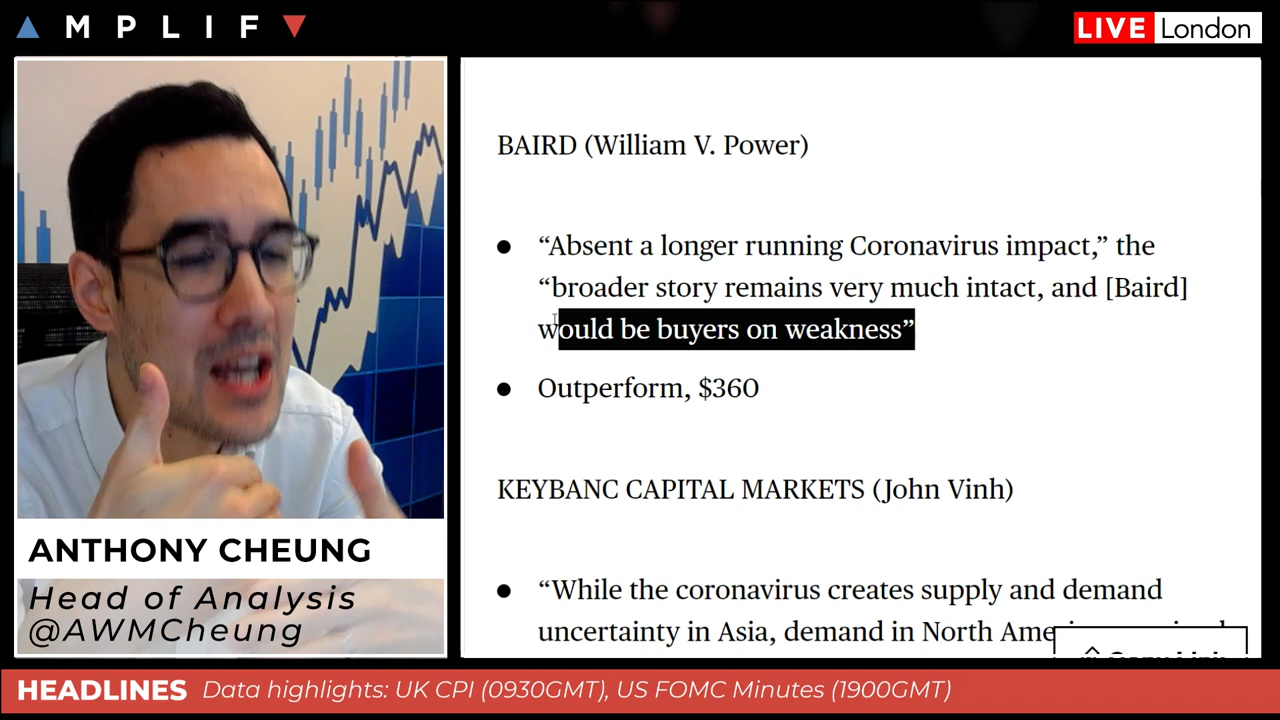 MPLIF
LIVE London
BAIRD (William V. Power)
● “Absent a longer running Coronavirus impact,” the
“broader story remains very much intact, and [Baird]
would be buyers on weakness”
● Outperform, $360
KEYBANC CAPITAL MARKETS (John Vinh)
● “While the coronavirus creates supply and demand
uncertainty in Asia, demand in North
ANTHONY CHEUNG
Head of Analysis
@AWMCheung
HEADLINES Data highlights: UK CPI (0930GMT), US FOMC Minutes (1900GMT)